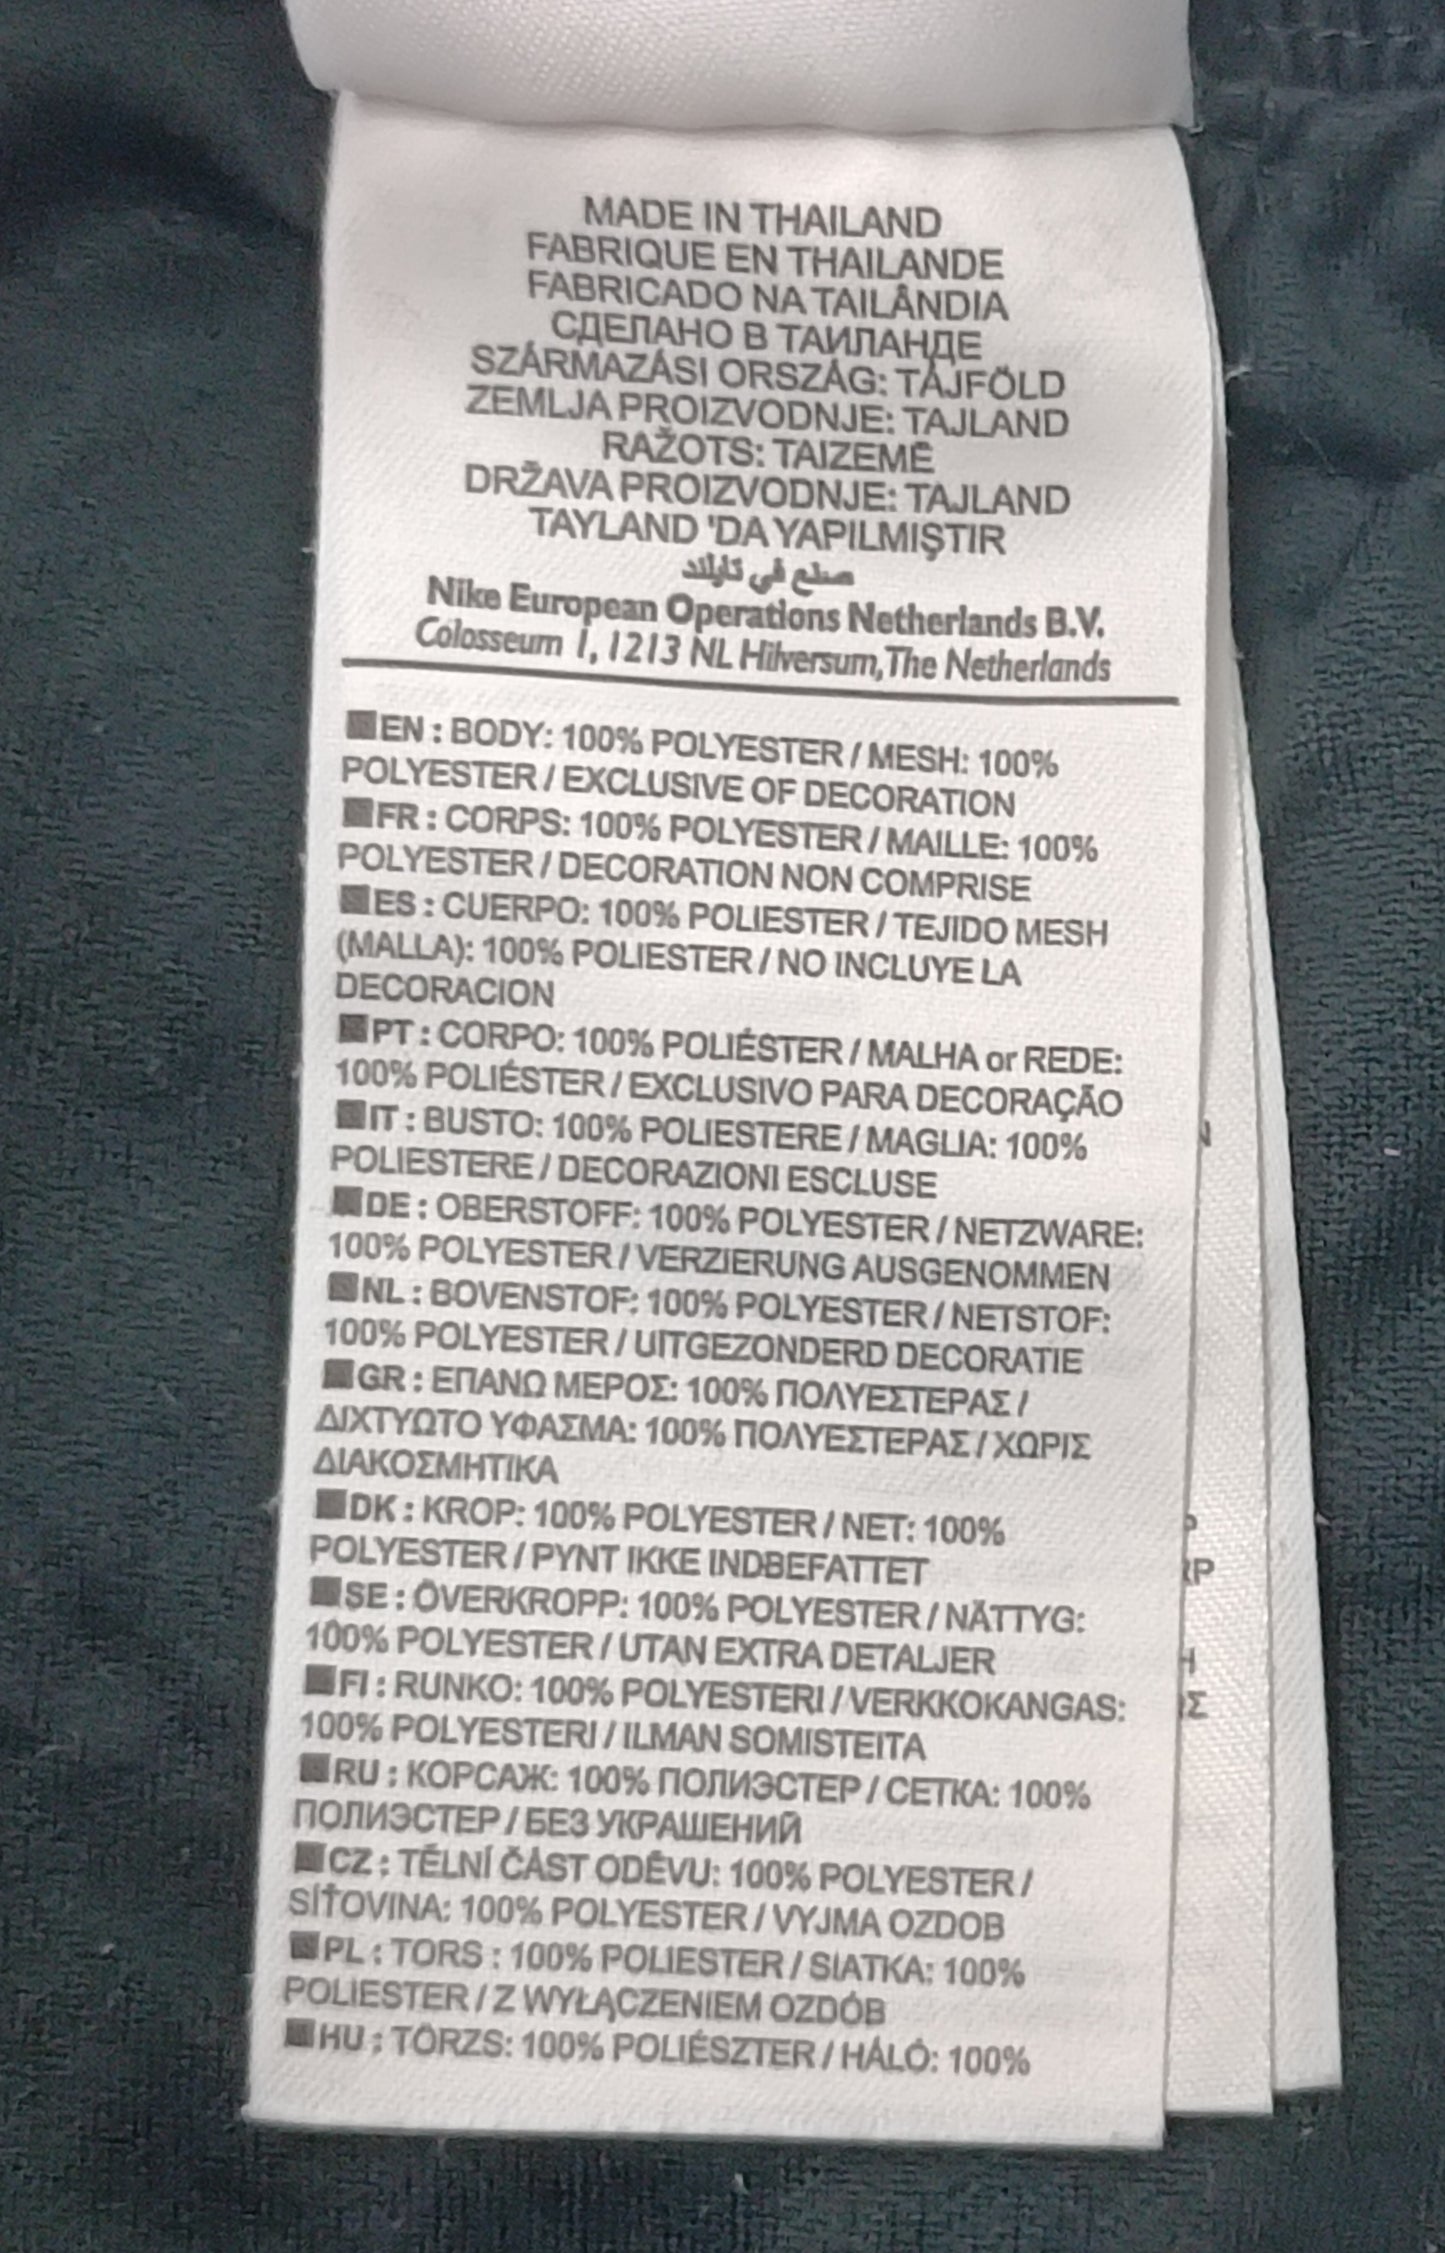 MADE IN THAILAND
FABRIQUE EN THAILANDE
FABRICADO NA TAILÂNDIA
СДЕЛАНО В ТАИЛАНДЕ
SZÁRMAZÁSI ORSZÁG: TÁJFÖLD
ZEMLJA PROIZVODNJE: TAJLAND
RAŽOTS: TAIZEMĒ
DRŽAVA PROIZVODNJE: TAJLAND
TAYLAND 'DA YAPILMIŞTIR
صنع في تايلند
Nike European Operations Netherlands B.V.
Colosseum 1, 1213 NL Hilversum, The Netherlands
EN : BODY: 100% POLYESTER / MESH: 100%
POLYESTER / EXCLUSIVE OF DECORATION
FR : CORPS: 100% POLYESTER / MAILLE: 100%
POLYESTER / DECORATION NON COMPRISE
ES : CUERPO: 100% POLIESTER / TEJIDO MESH
(MALLA): 100% POLIESTER / NO INCLUYE LA
DECORACION
PT : CORPO: 100% POLIÉSTER / MALHA or REDE:
100% POLIÉSTER / EXCLUSIVO PARA DECORAÇÃO
IT : BUSTO: 100% POLIESTERE / MAGLIA: 100%
POLIESTERE / DECORAZIONI ESCLUSE
DE : OBERSTOFF: 100% POLYESTER / NETZWARE:
100% POLYESTER / VERZIERUNG AUSGENOMMEN
NL : BOVENSTOF: 100% POLYESTER / NETSTOF:
100% POLYESTER / UITGEZONDERD DECORATIE
GR : ΕΠΑΝΩ ΜΕΡΟΣ: 100% ΠΟΛΥΕΣΤΕΡΑΣ /
ΔΙΧΤΥΩΤΟ ΥΦΑΣΜΑ: 100% ΠΟΛΥΕΣΤΕΡΑΣ / ΧΩΡΙΣ
ΔΙΑΚΟΣΜΗΤΙΚΑ
DK : KROP: 100% POLYESTER / NET: 100%
POLYESTER / PYNT IKKE INDBEFATTET
SE : ÖVERKROPP: 100% POLYESTER / NÄTTYG:
100% POLYESTER / UTAN EXTRA DETALJER
FI : RUNKO: 100% POLYESTERI / VERKKOKANGAS:
100% POLYESTERI / ILMAN SOMISTEITA
RU : КОРСАЖ: 100% ПОЛИЭСТЕР / СЕТКА: 100%
ПОЛИЭСТЕР / БЕЗ УКРАШЕНИЙ
CZ : TĚLNÍ ČÁST ODĚVU: 100% POLYESTER /
SÍŤOVINA: 100% POLYESTER / VYJMA OZDOB
PL : TORS : 100% POLIESTER / SIATKA: 100%
POLIESTER / Z WYŁĄCZENIEM OZDÓB
HU : TÖRZS: 100% POLIÉSZTER / HÁLÓ: 100%